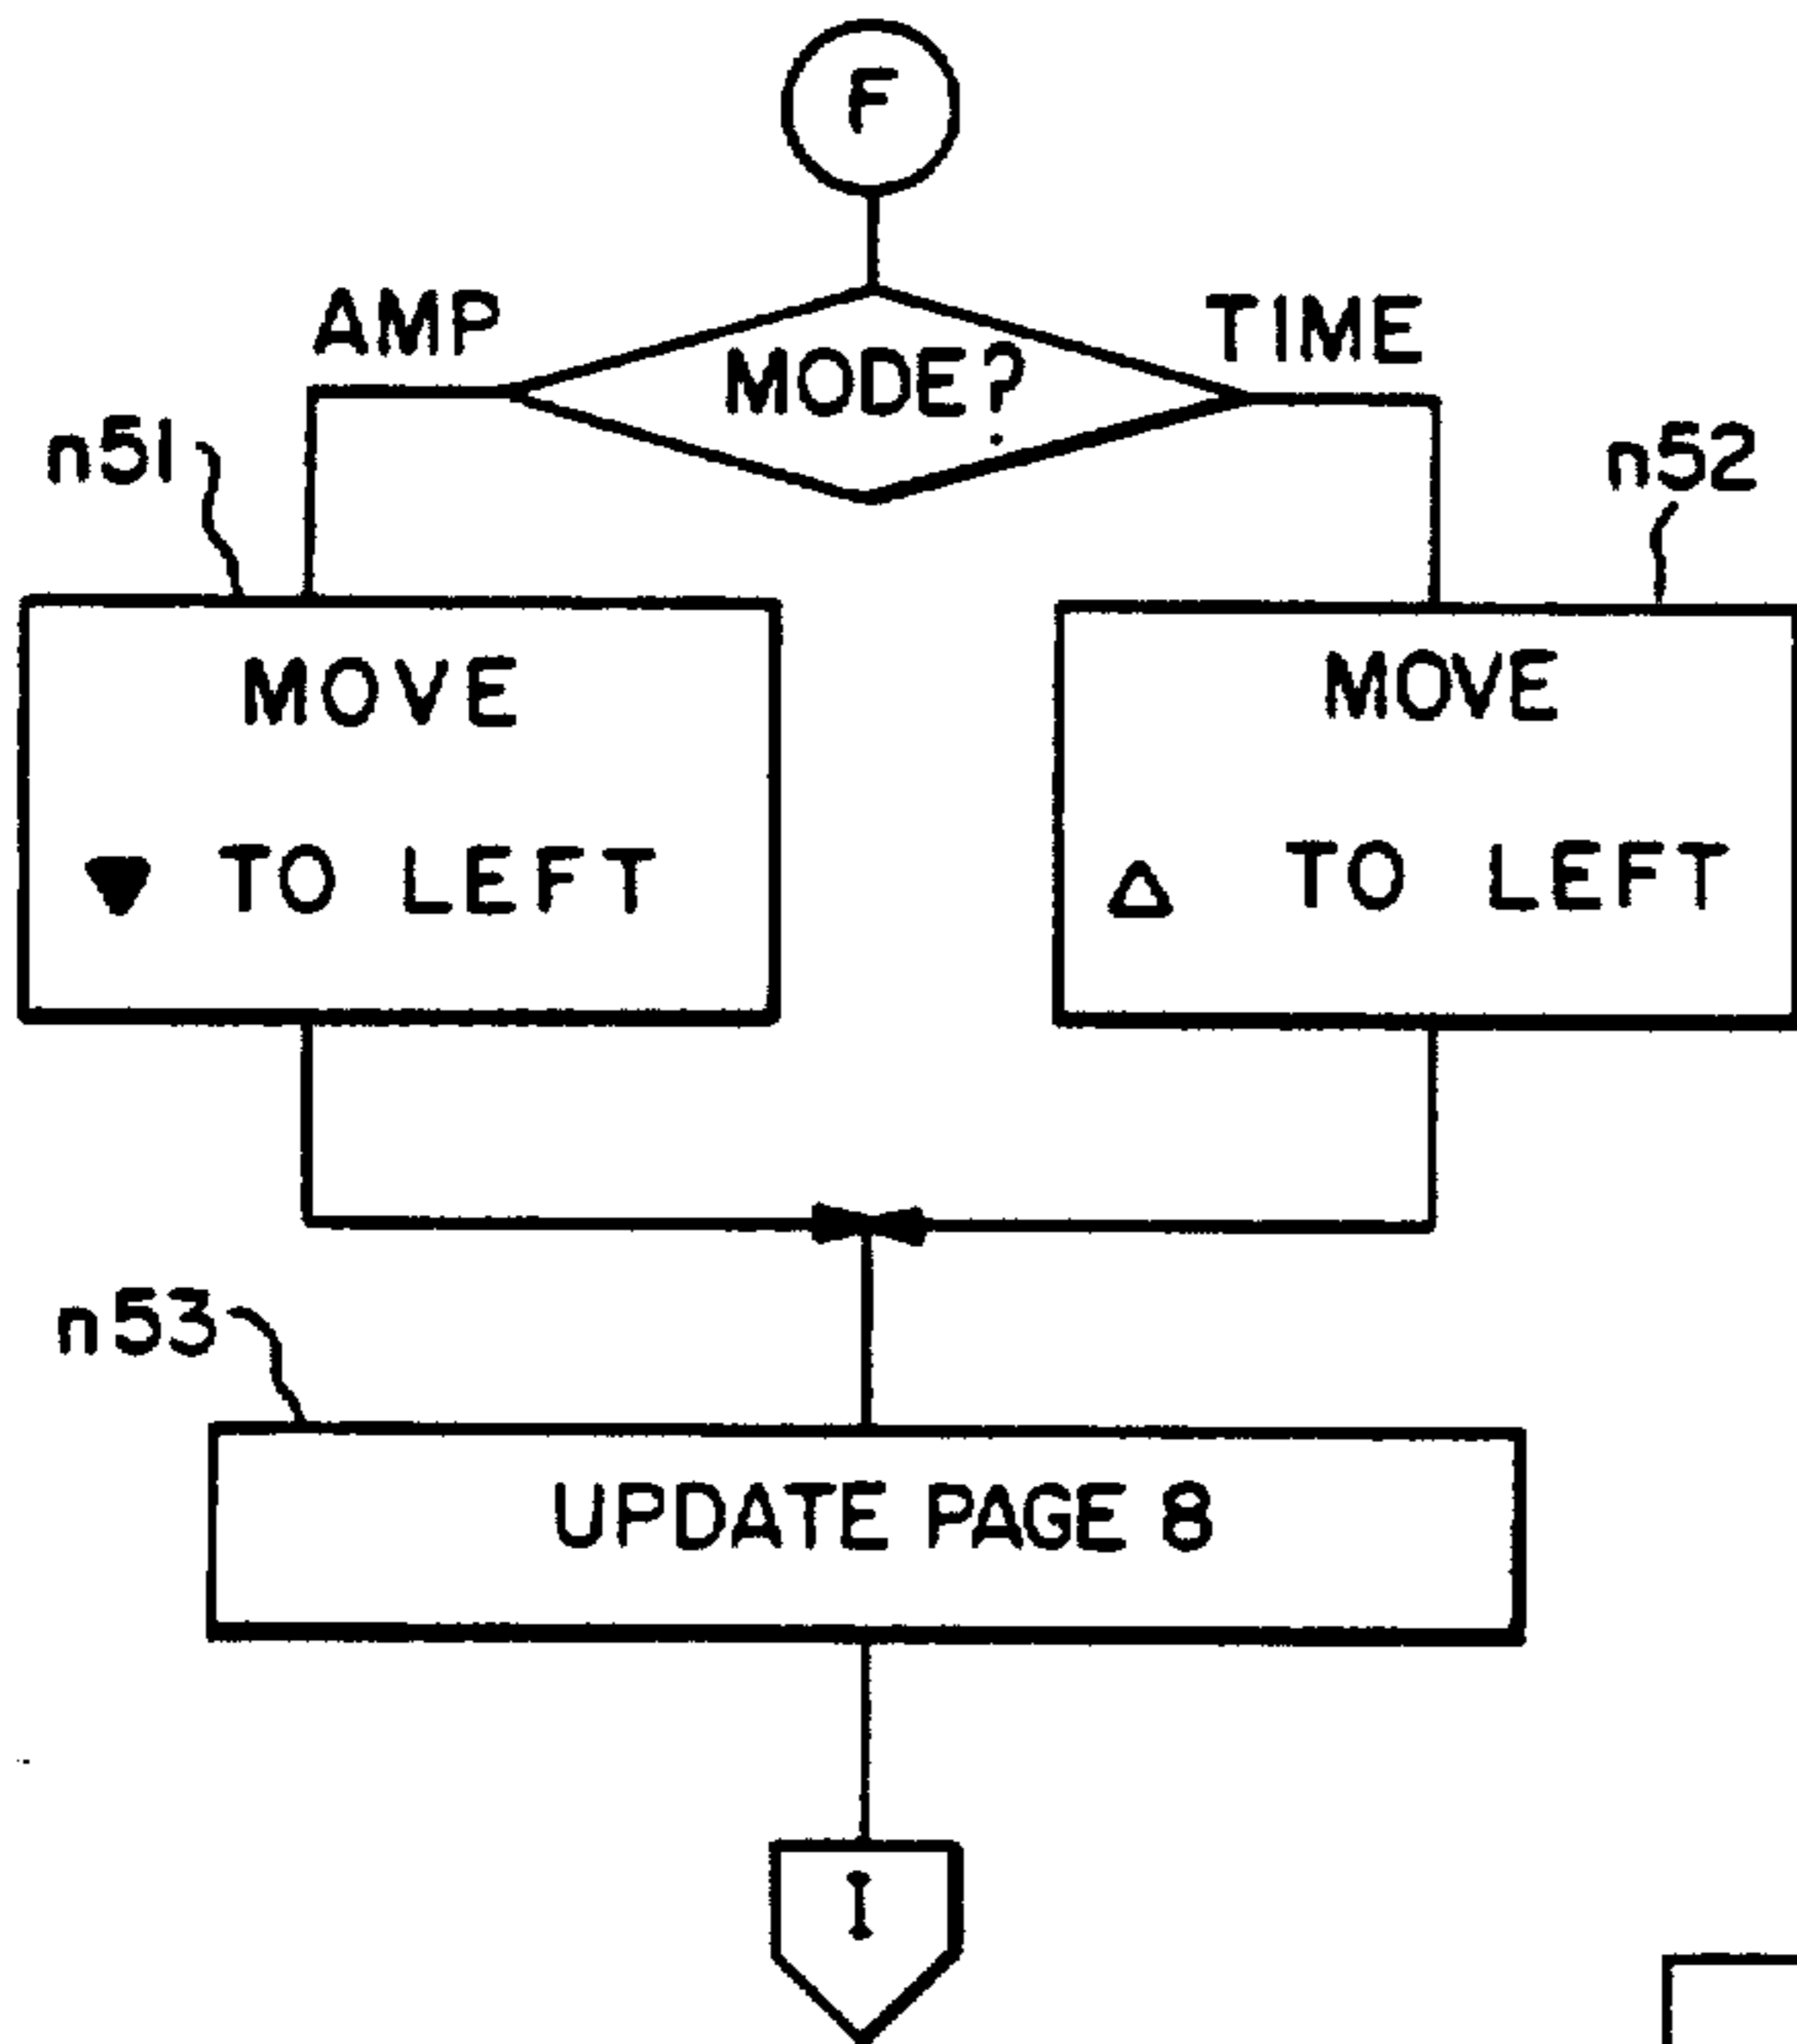 F
AMP
TIME
MODE?
n51
n52
MOVE
▼ TO LEFT
MOVE
△ TO LEFT
n53
UPDATE PAGE 8
I